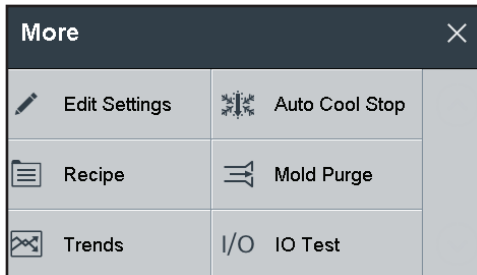 More
Edit Settings
Auto Cool Stop
Recipe
Mold Purge
Trends
I/O IO Test